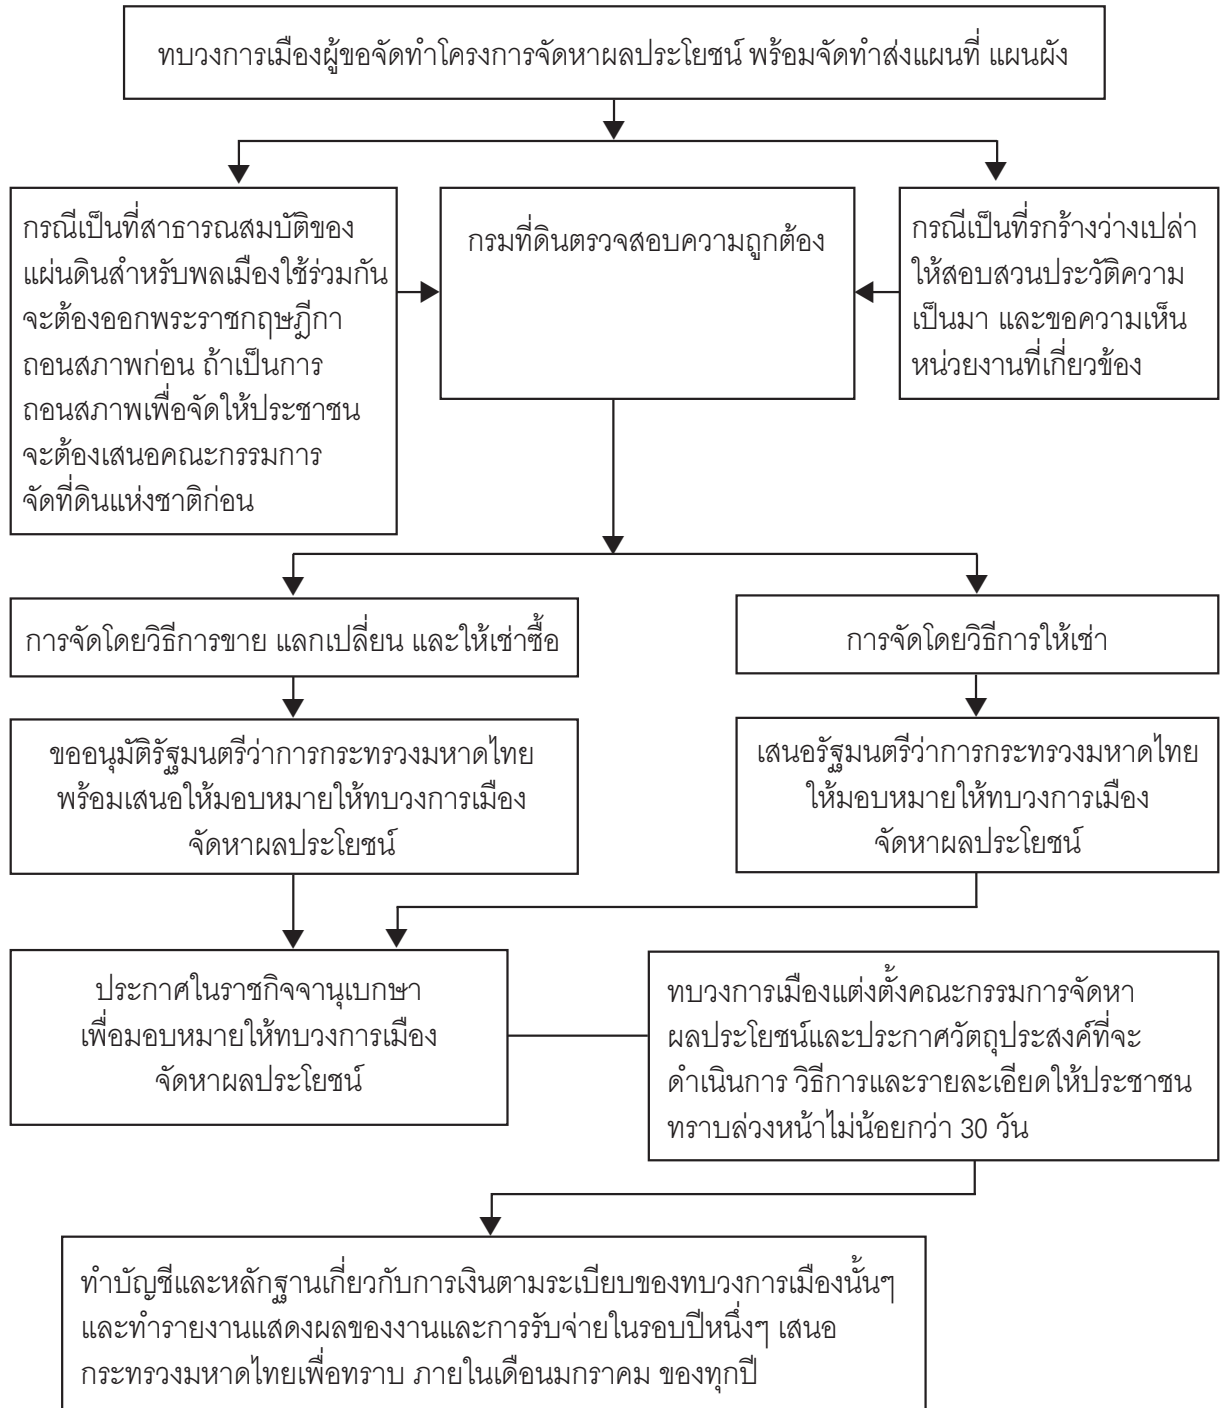 ทบวงการเมืองผู้ขอจัดทำโครงการจัดหาผลประโยชน์ พร้อมจัดทำส่งแผนที่ แผนผัง
กรณีเป็นที่สาธารณสมบัติของ
แผ่นดินสำหรับพลเมืองใช้ร่วมกัน
จะต้องออกพระราชกฤษฎีกา
ถอนสภาพก่อน ถ้าเป็นการ
ถอนสภาพเพื่อจัดให้ประชาชน
จะต้องเสนอคณะกรรมการ
จัดที่ดินแห่งชาติก่อน
กรมที่ดินตรวจสอบความถูกต้อง
กรณีเป็นที่รกร้างว่างเปล่า
ให้สอบสวนประวัติความ
เป็นมา และขอความเห็น
หน่วยงานที่เกี่ยวข้อง
การจัดโดยวิธีการขาย แลกเปลี่ยน และให้เช่าซื้อ
การจัดโดยวิธีการให้เช่า
ขออนุมัติรัฐมนตรีว่าการกระทรวงมหาดไทย
พร้อมเสนอให้มอบหมายให้ทบวงการเมือง
จัดหาผลประโยชน์
เสนอรัฐมนตรีว่าการกระทรวงมหาดไทย
ให้มอบหมายให้ทบวงการเมือง
จัดหาผลประโยชน์
ประกาศในราชกิจจานุเบกษา
เพื่อมอบหมายให้ทบวงการเมือง
จัดหาผลประโยชน์
ทบวงการเมืองแต่งตั้งคณะกรรมการจัดหา
ผลประโยชน์และประกาศวัตถุประสงค์ที่จะ
ดำเนินการ วิธีการและรายละเอียดให้ประชาชน
ทราบล่วงหน้าไม่น้อยกว่า 30 วัน
ทำบัญชีและหลักฐานเกี่ยวกับการเงินตามระเบียบของทบวงการเมืองนั้นๆ
และทำรายงานแสดงผลของงานและการรับจ่ายในรอบปีหนึ่งๆ เสนอ
กระทรวงมหาดไทยเพื่อทราบ ภายในเดือนมกราคม ของทุกปี